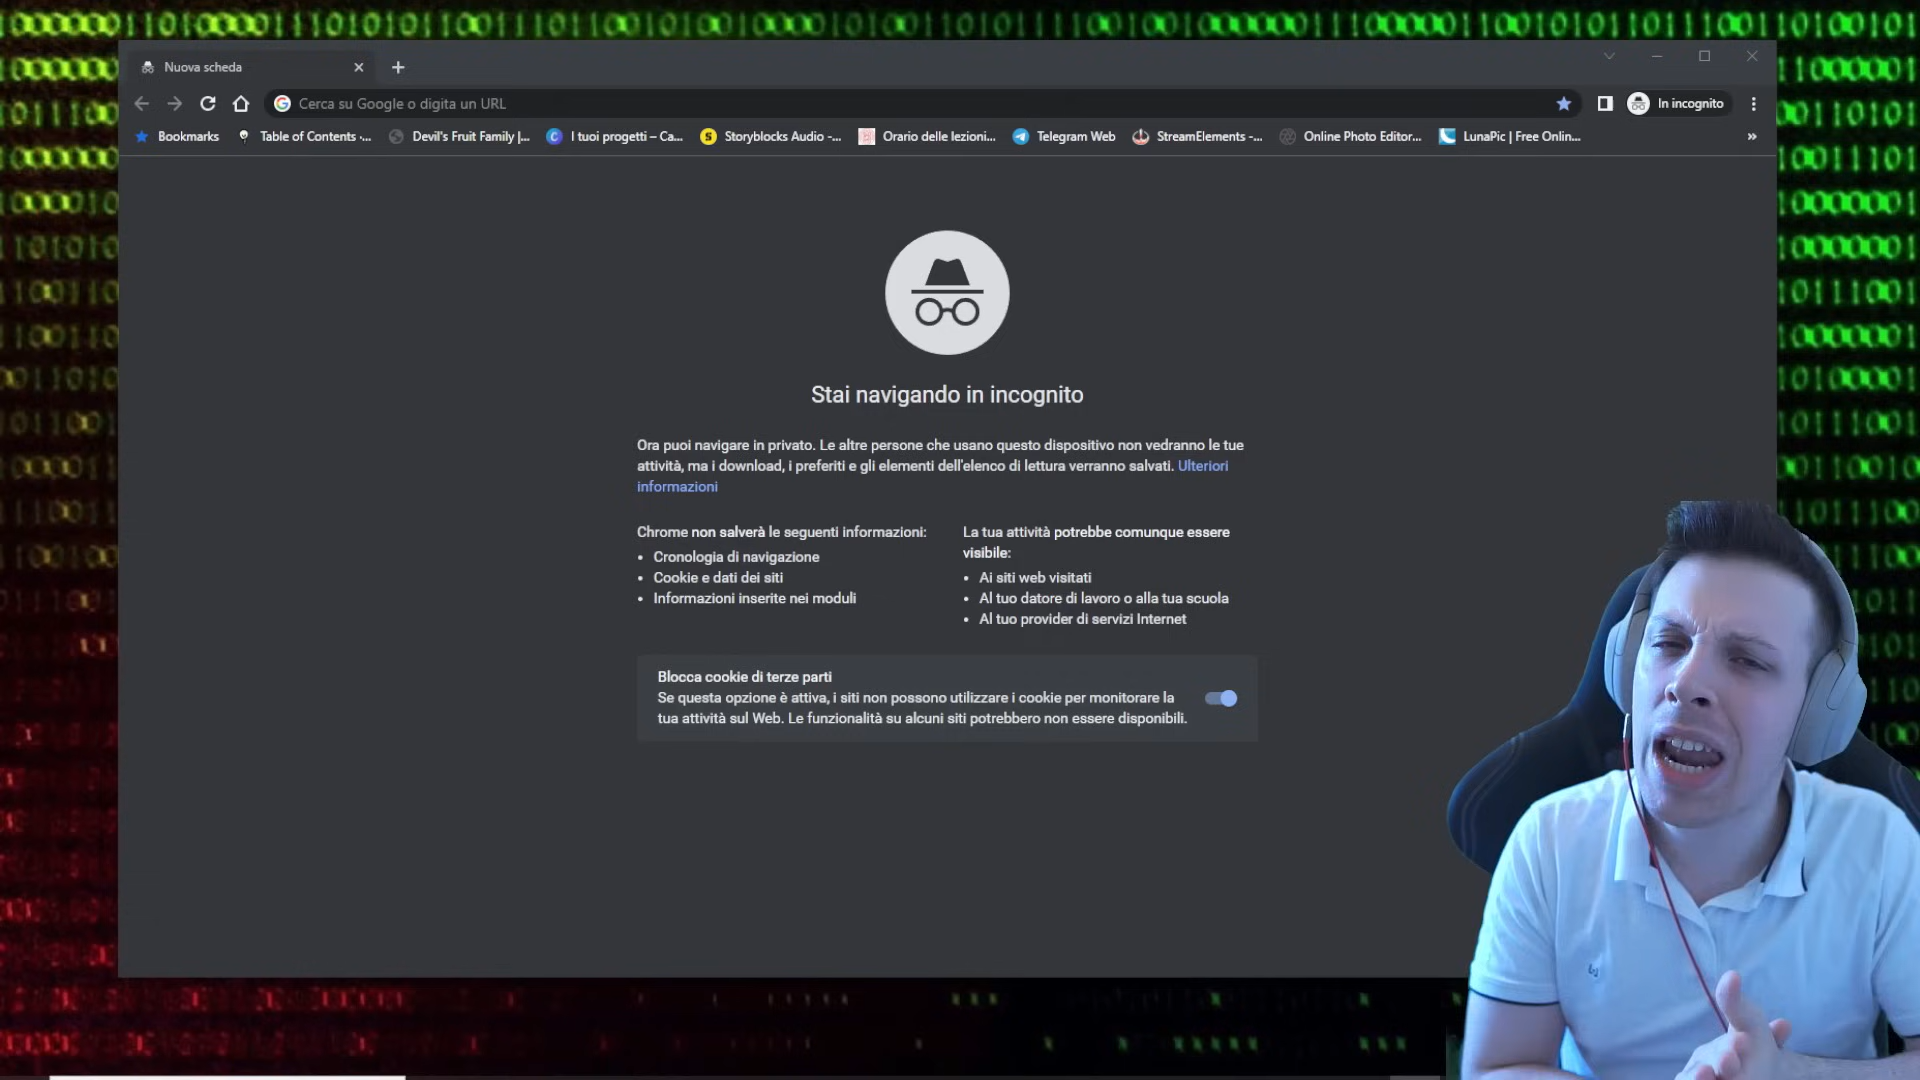 Nuova scheda
Cerca su Google o digita un URL
In incognito
Bookmarks
Table of Contents -...
Devil's Fruit Family |...
I tuoi progetti – Ca...
Storyblocks Audio -...
Orario delle lezioni...
Telegram Web
StreamElements -...
Online Photo Editor...
LunaPic | Free Onlin...
Stai navigando in incognito
Ora puoi navigare in privato. Le altre persone che usano questo dispositivo non vedranno le tue
attività, ma i download, i preferiti e gli elementi dell'elenco di lettura verranno salvati. Ulteriori
informazioni
Chrome non salverà le seguenti informazioni:
• Cronologia di navigazione
• Cookie e dati dei siti
• Informazioni inserite nei moduli
La tua attività potrebbe comunque essere
visibile:
• Ai siti web visitati
• Al tuo datore di lavoro o alla tua scuola
• Al tuo provider di servizi Internet
Blocca cookie di terze parti
Se questa opzione è attiva, i siti non possono utilizzare i cookie per monitorare la
tua attività sul Web. Le funzionalità su alcuni siti potrebbero non essere disponibili.